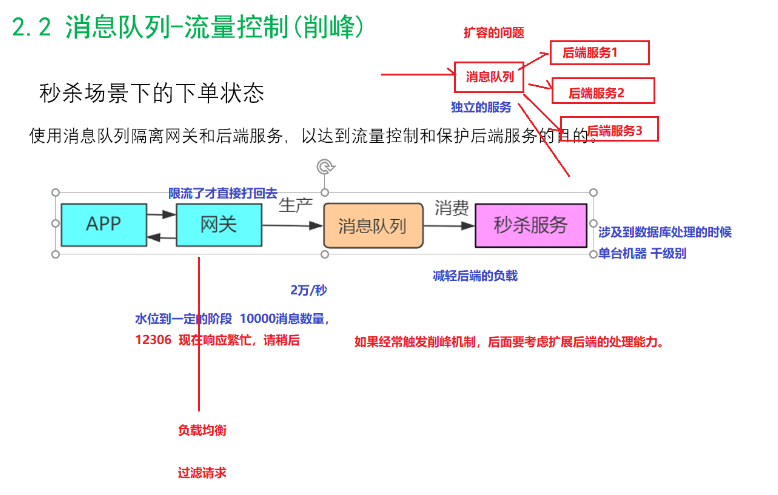 2.2 消息队列-流量控制(削峰)
扩容的问题
后端服务1
消息队列
后端服务2
独立的服务
后端服务3
秒杀场景下的下单状态
使用消息队列隔离网关和后端服务，以达到流量控制和保护后端服务的目的。
限流了才直接打回去
生产
消费
APP
网关
消息队列
秒杀服务
涉及到数据库处理的时候
单台机器 干级别
减轻后端的负载
2万/秒
水位到一定的阶段 10000消息数量，
12306 现在响应繁忙，请稍后
如果经常触发削峰机制，后面要考虑扩展后端的处理能力。
负载均衡
过滤请求